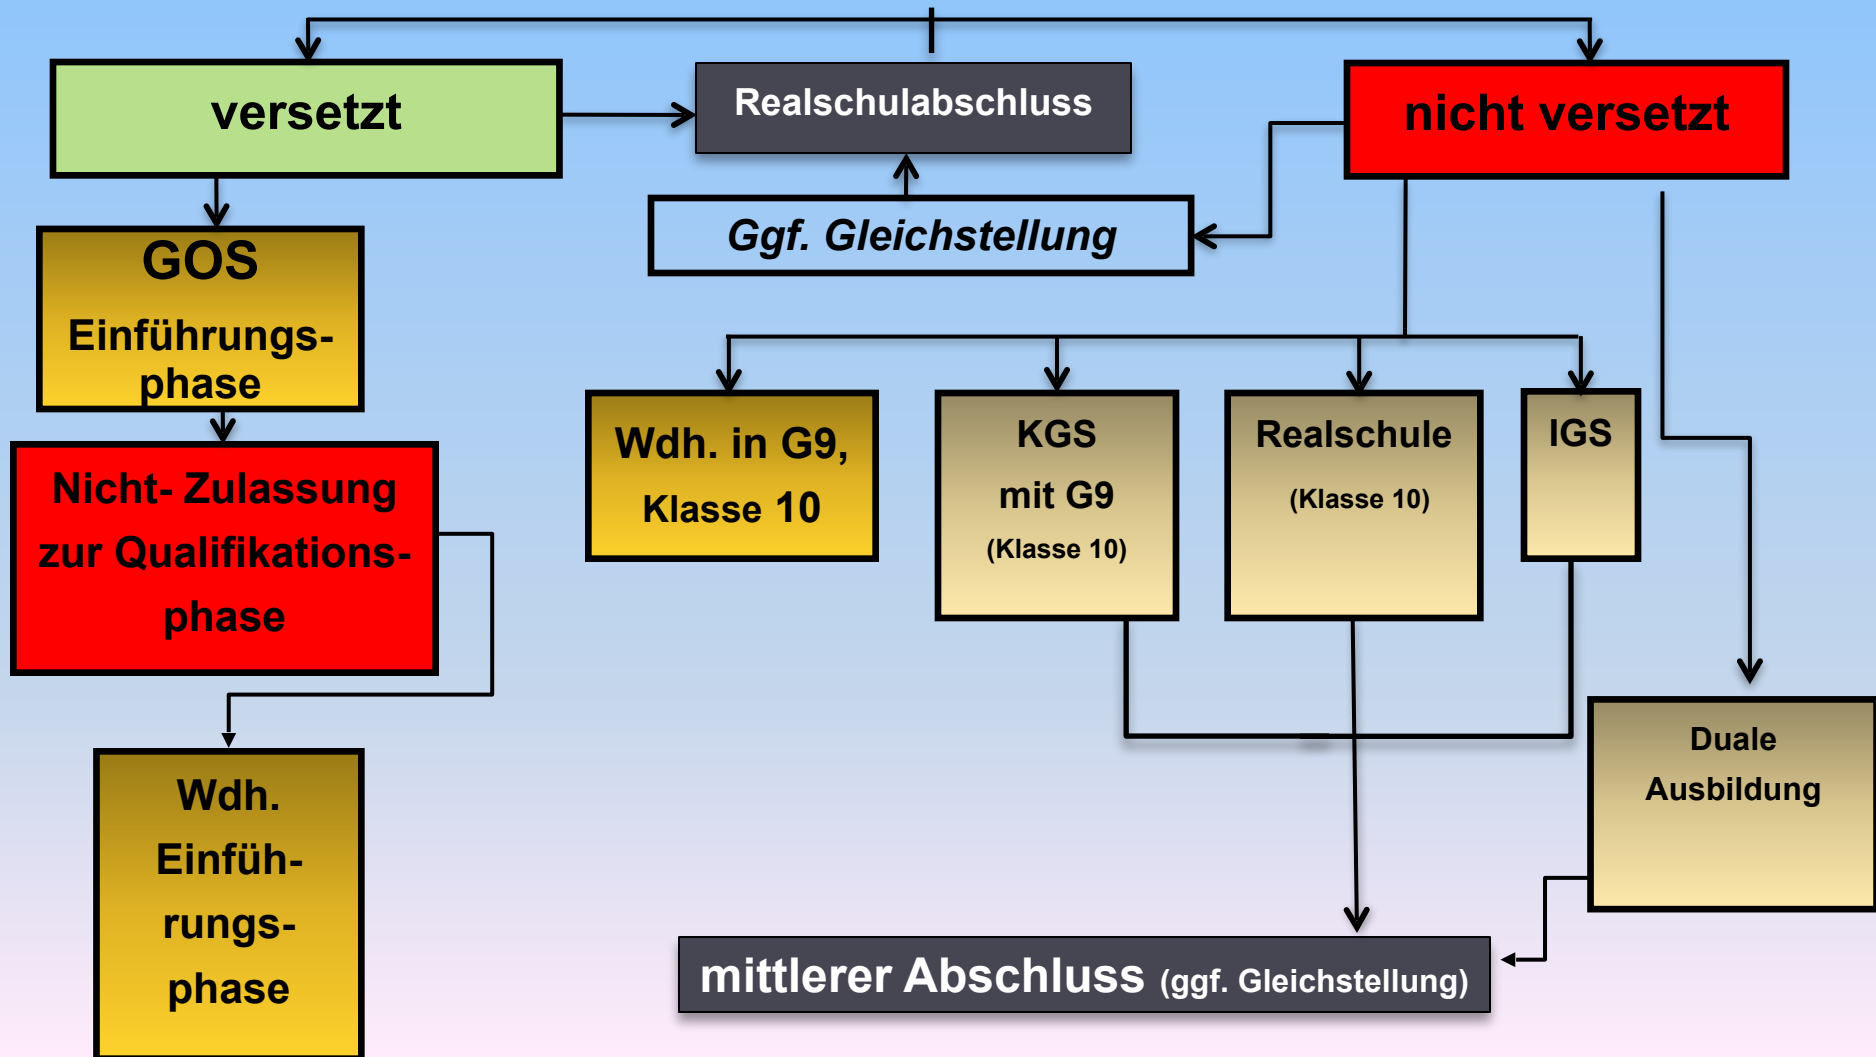 versetzt
Realschulabschluss
nicht versetzt
Ggf. Gleichstellung
GOS
Einführungs-
phase
Nicht- Zulassung
zur Qualifikations-
phase
Wdh.
Einfüh-
rungs-
phase
Wdh. in G9,
Klasse 10
KGS
mit G9
(Klasse 10)
Realschule
(Klasse 10)
IGS
Duale
Ausbildung
mittlerer Abschluss (ggf. Gleichstellung)